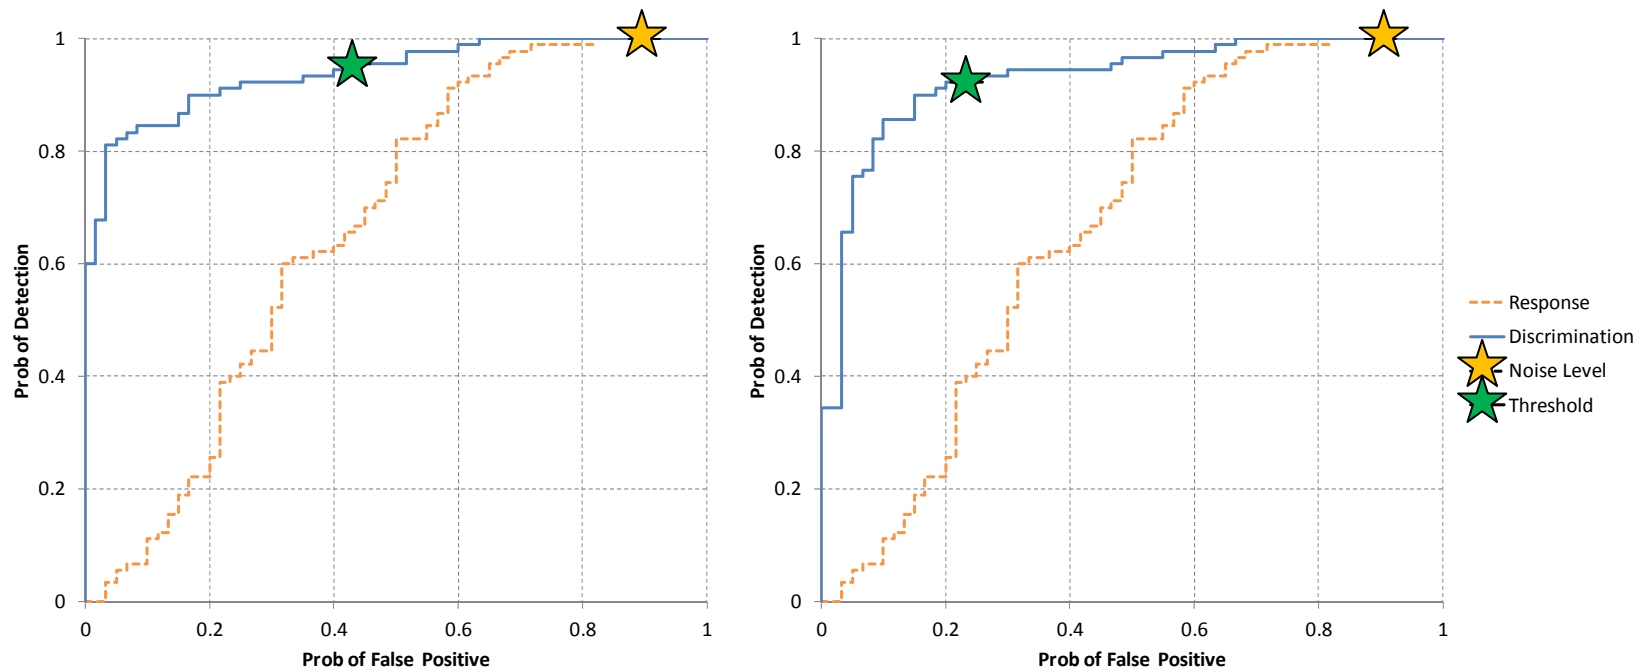 1
0.8
0.6
0.4
0.2
0
Prob of Detection
0 0.2 0.4 0.6 0.8 1
Prob of False Positive
1
0.8
0.6
0.4
0.2
0
Prob of Detection
0 0.2 0.4 0.6 0.8 1
Prob of False Positive
Response
Discrimination
Noise Level
Threshold